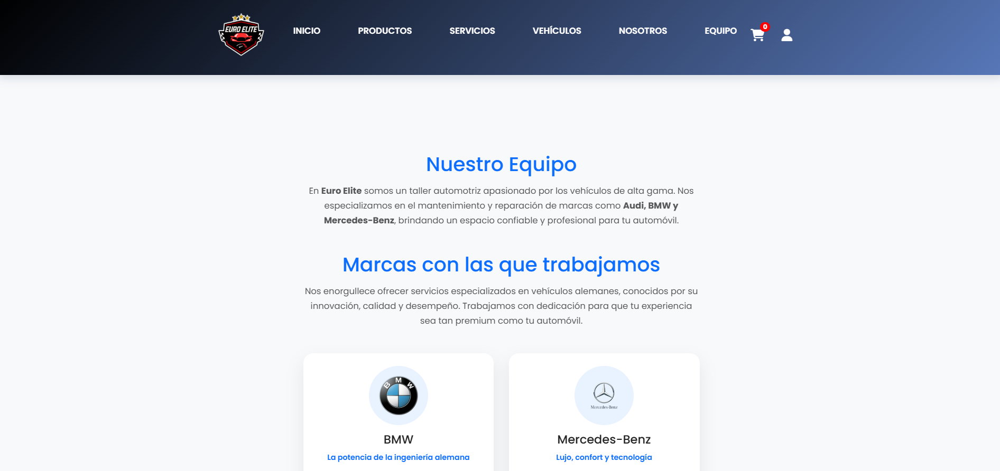 EURO ELITE
INICIO
PRODUCTOS
SERVICIOS
VEHÍCULOS
NOSOTROS
EQUIPO
0
Nuestro Equipo
En Euro Elite somos un taller automotriz apasionado por los vehículos de alta gama. Nos
especializamos en el mantenimiento y reparación de marcas como Audi, BMW y
Mercedes-Benz, brindando un espacio confiable y profesional para tu automóvil.
Marcas con las que trabajamos
Nos enorgullece ofrecer servicios especializados en vehículos alemanes, conocidos por su
innovación, calidad y desempeño. Trabajamos con dedicación para que tu experiencia
sea tan premium como tu automóvil.
BMW
BMW
La potencia de la ingeniería alemana
Mercedes-Benz
Mercedes-Benz
Lujo, confort y tecnología